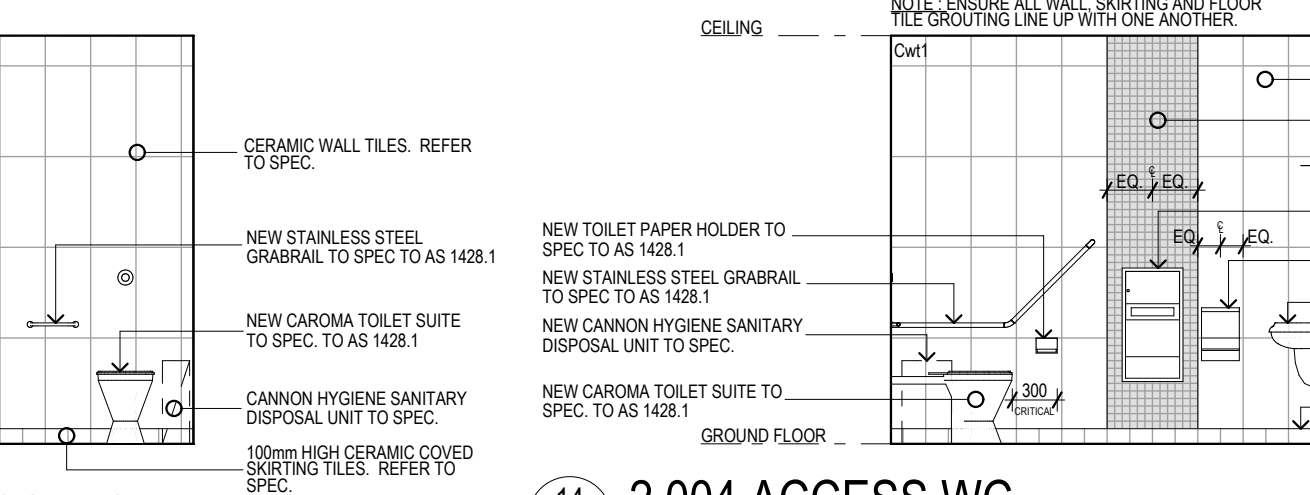 CERAMIC WALL TILES. REFER
TO SPEC.
NEW STAINLESS STEEL
GRABRAIL TO SPEC TO AS 1428.1
NEW CAROMA TOILET SUITE
TO SPEC. TO AS 1428.1
CANNON HYGIENE SANITARY
DISPOSAL UNIT TO SPEC.
100mm HIGH CERAMIC COVED
SKIRTING TILES. REFER TO
SPEC.
NOTE : ENSURE ALL WALL, SKIRTING AND FLOOR
TILE GROUTING LINE UP WITH ONE ANOTHER.
CEILING
Cwt1
EQ. EQ.
EQ. EQ.
NEW TOILET PAPER HOLDER TO
SPEC TO AS 1428.1
NEW STAINLESS STEEL GRABRAIL
TO SPEC TO AS 1428.1
NEW CANNON HYGIENE SANITARY
DISPOSAL UNIT TO SPEC.
NEW CAROMA TOILET SUITE TO
SPEC. TO AS 1428.1
300
CRITICAL
GROUND FLOOR
14 2.004 ACCESS WC